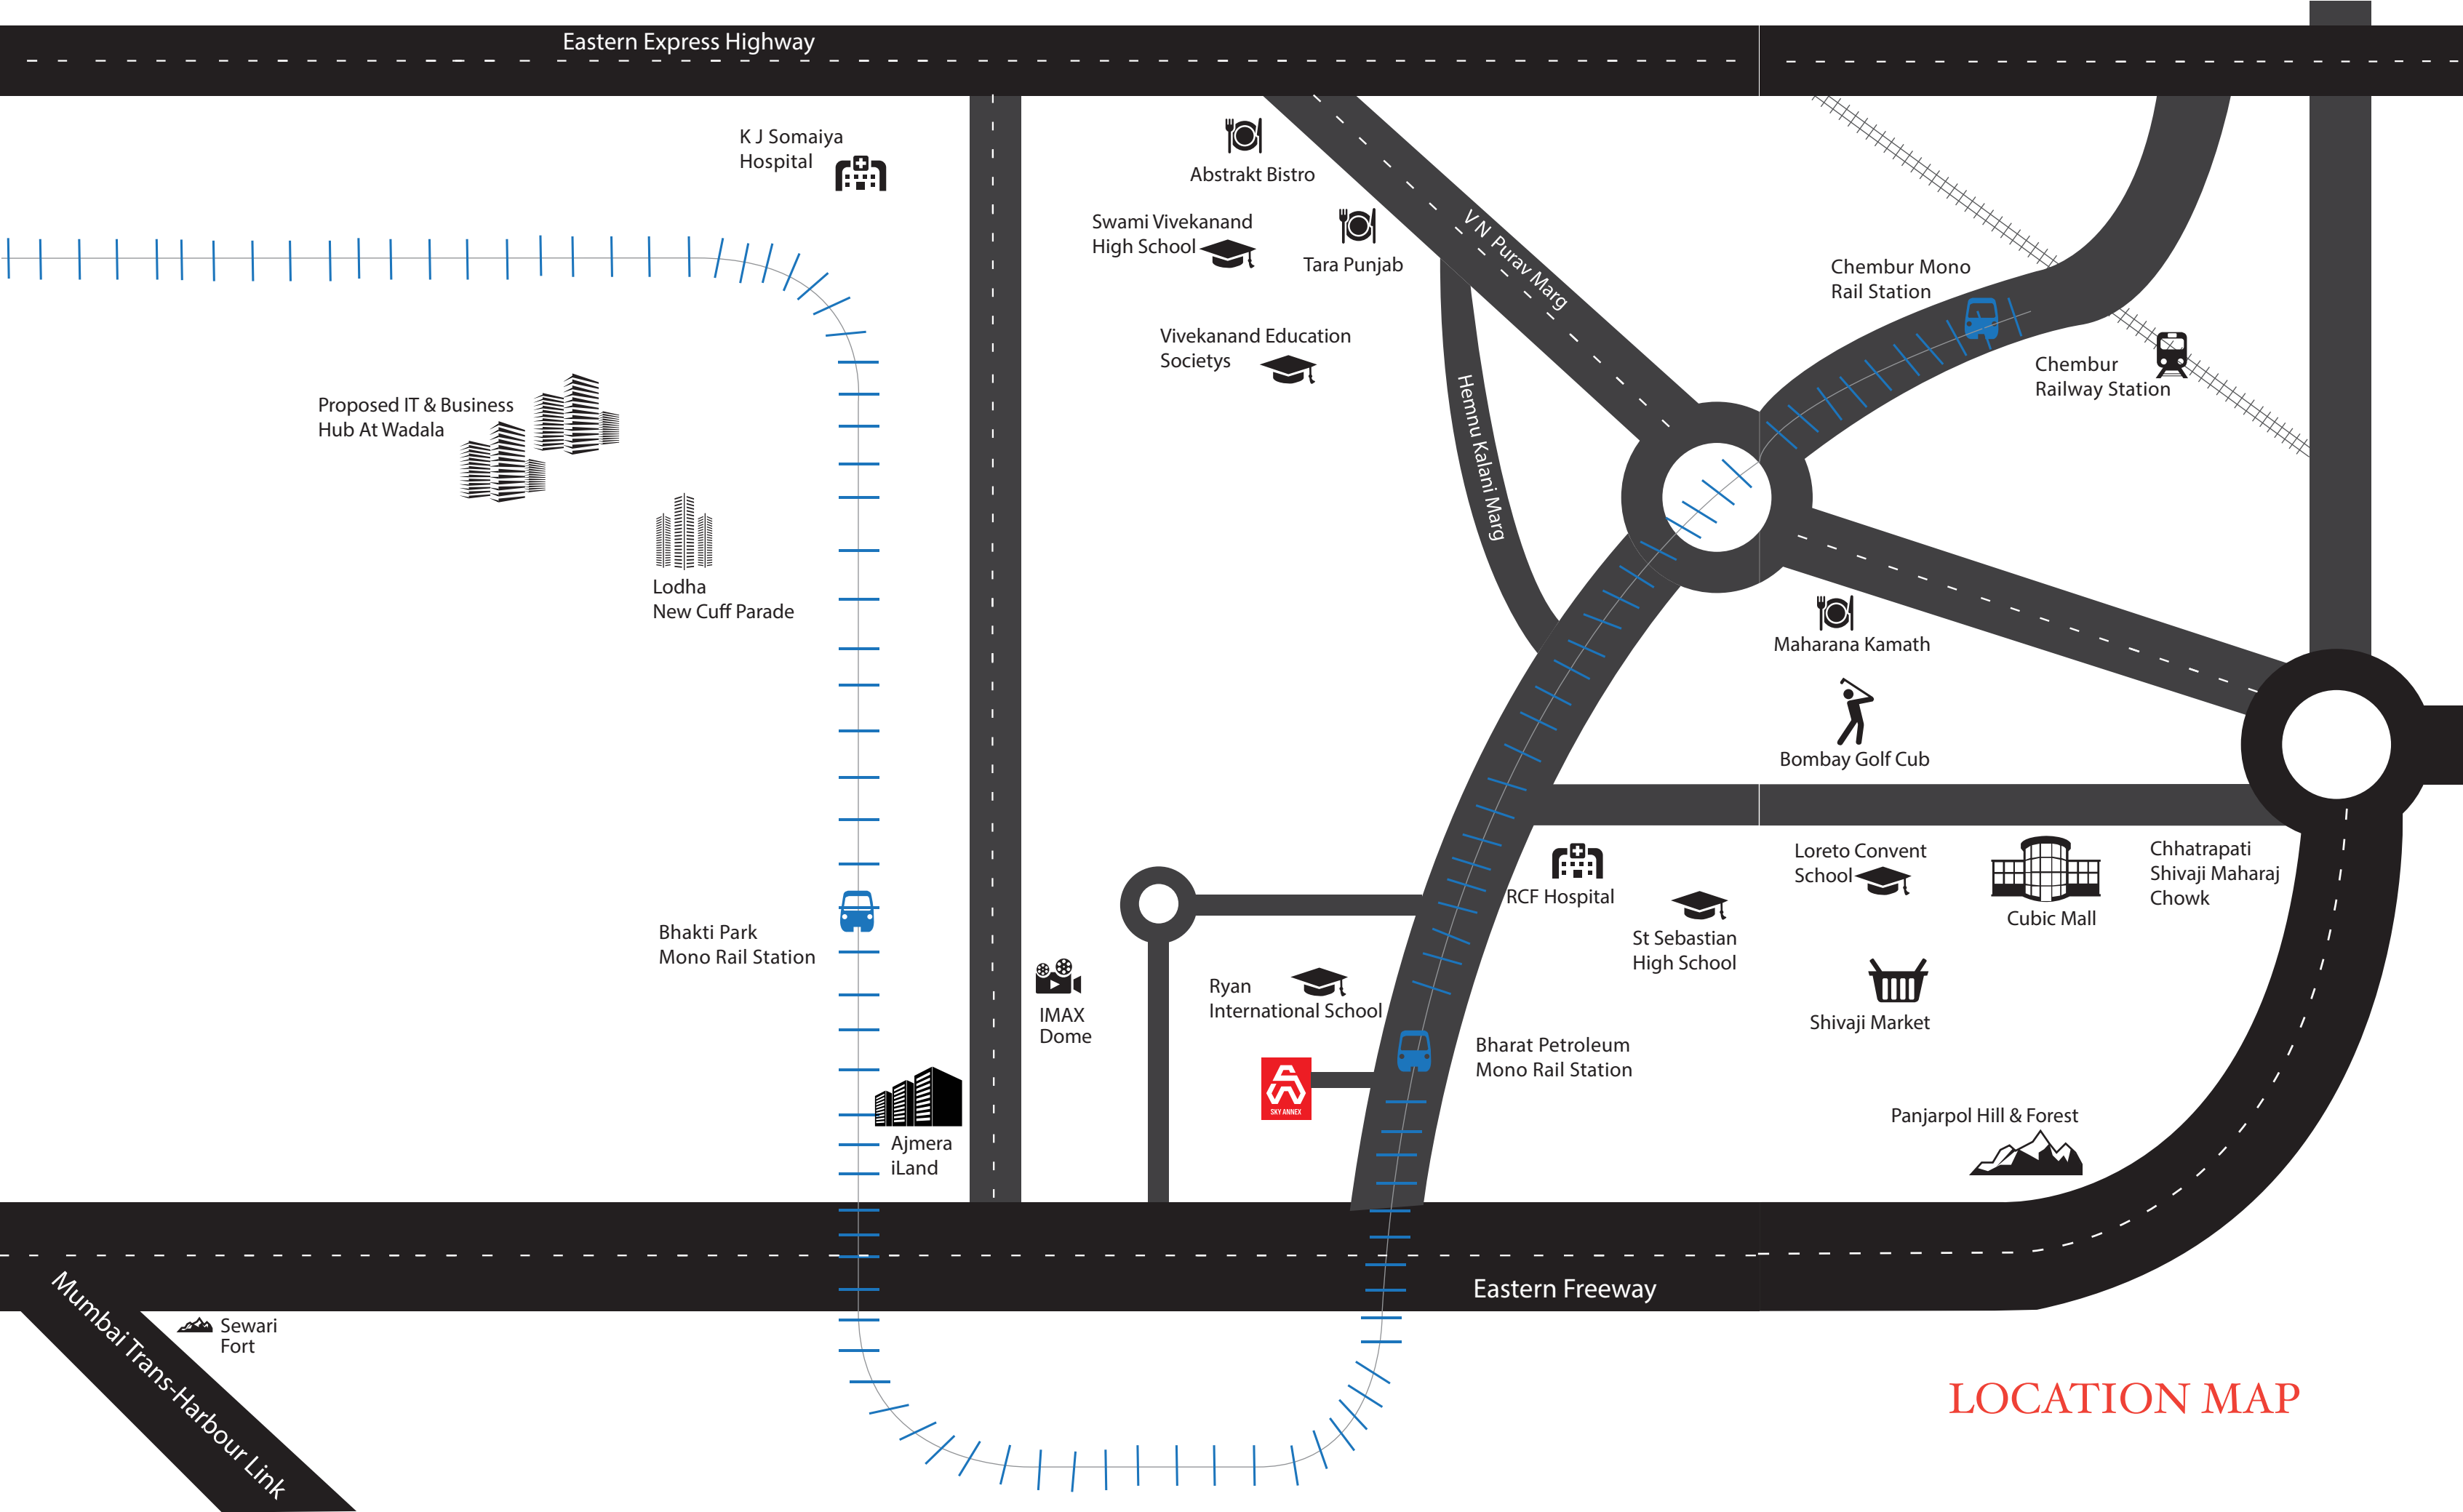 Eastern Express Highway
K J Somaiya
Hospital
Abstrakt Bistro
Swami Vivekanand
High School
Tara Punjab
V N Purav Marg
Chembur Mono
Rail Station
Vivekanand Education
Societys
Chembur
Railway Station
Hemnu Kalani Marg
Proposed IT & Business
Hub At Wadala
Lodha
New Cuff Parade
Maharana Kamath
Bombay Golf Cub
RCF Hospital
Loreto Convent
School
Cubic Mall
Chhatrapati
Shivaji Maharaj
Chowk
St Sebastian
High School
Bhakti Park
Mono Rail Station
IMAX
Dome
Ryan
International School
Shivaji Market
Bharat Petroleum
Mono Rail Station
SKY ANNEX
Panjarpol Hill & Forest
Ajmera
iLand
Eastern Freeway
Mumbai Trans-Harbour Link
Sewari
Fort
LOCATION MAP